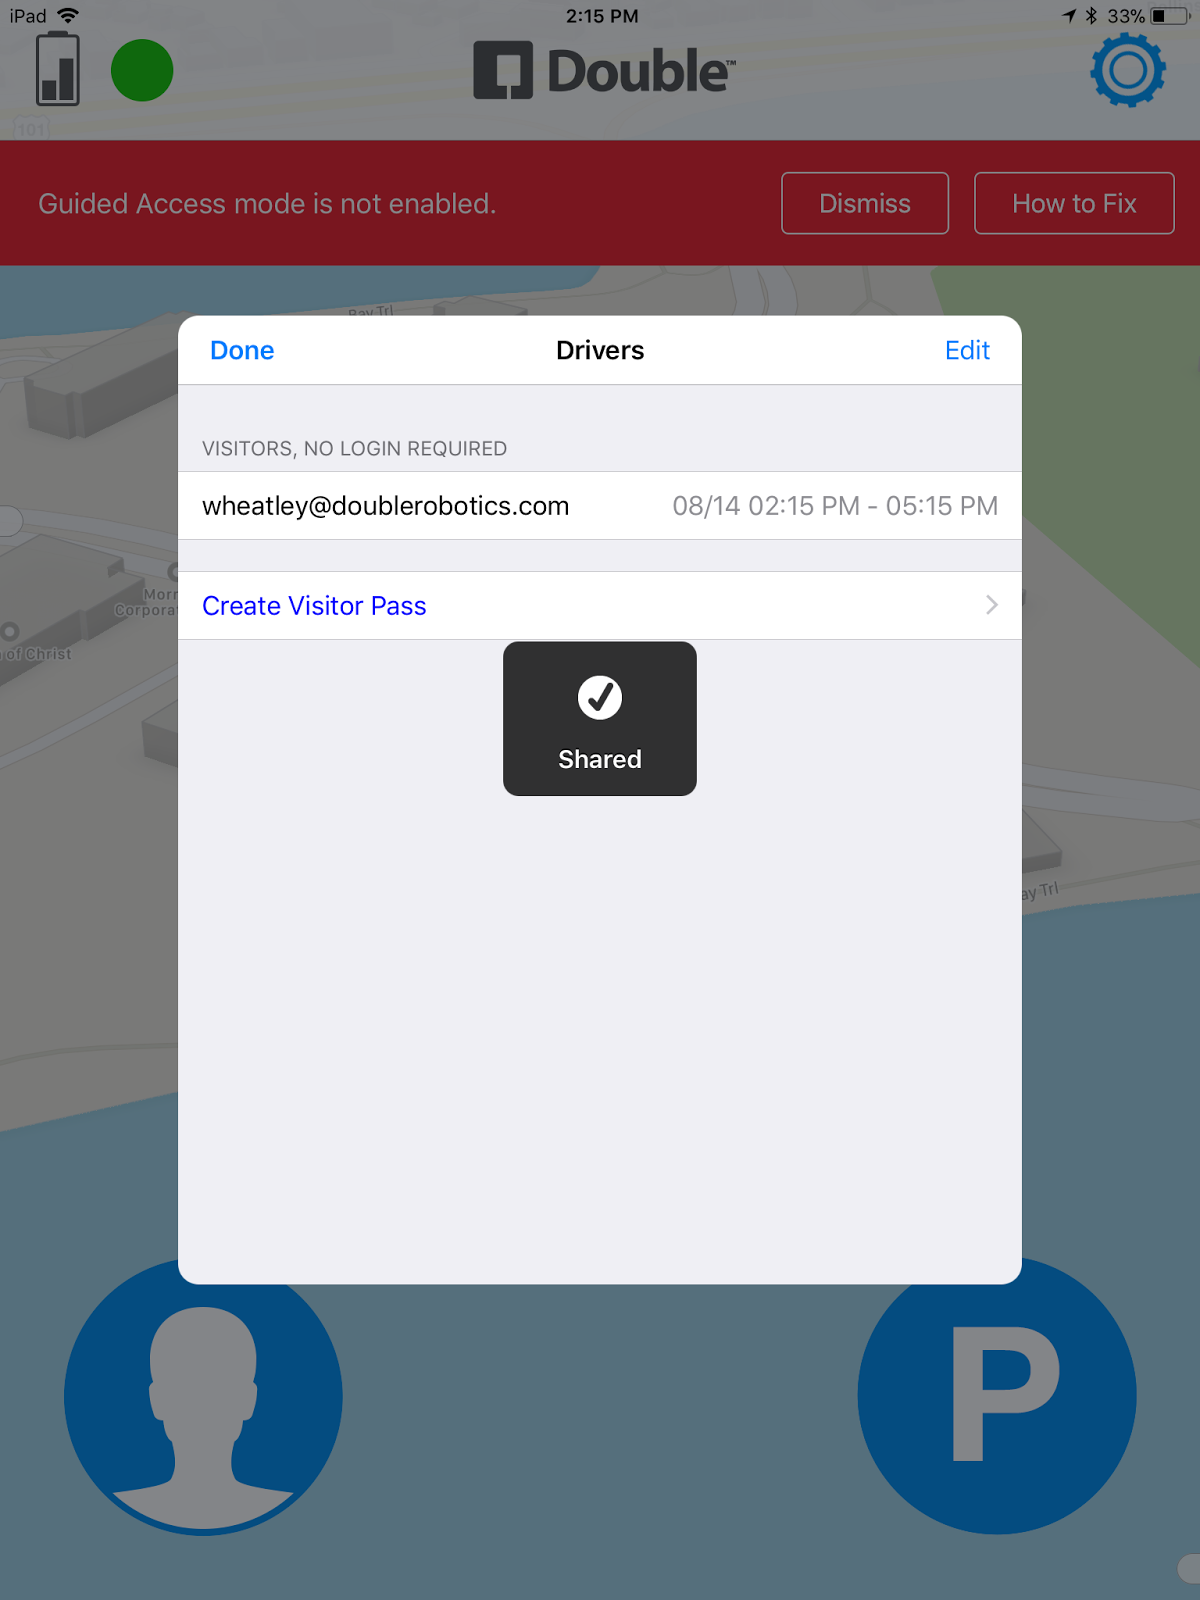 iPad 2:15 PM 33%
Double™
101
Guided Access mode is not enabled. Dismiss How to Fix
Bay Trl
Done Drivers Edit
VISITORS, NO LOGIN REQUIRED
wheatley@doublerobotics.com 08/14 02:15 PM - 05:15 PM
Morr
Corpora
Create Visitor Pass
of Christ
Shared
ay Trl
P